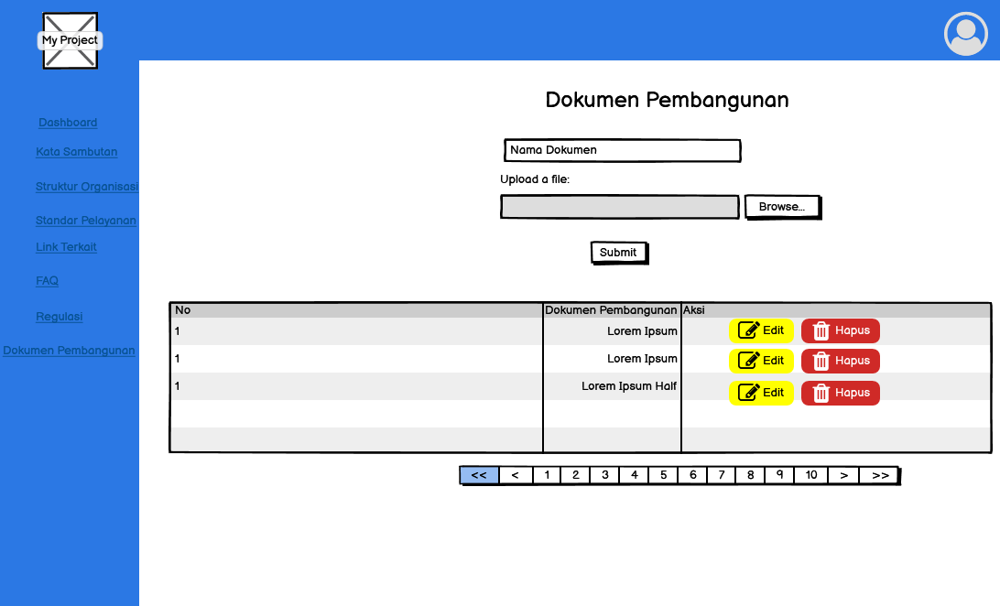 My Project
Dashboard
Kata Sambutan
Struktur Organisasi
Standar Pelayanan
Link Terkait
FAQ
Regulasi
Dokumen Pembangunan
Dokumen Pembangunan
Nama Dokumen
Upload a file:
Browse...
Submit
No Dokumen Pembangunan Aksi
1 Lorem Ipsum Edit Hapus
1 Lorem Ipsum Edit Hapus
1 Lorem Ipsum Half Edit Hapus
<< < 1 2 3 4 5 6 7 8 9 10 > >>